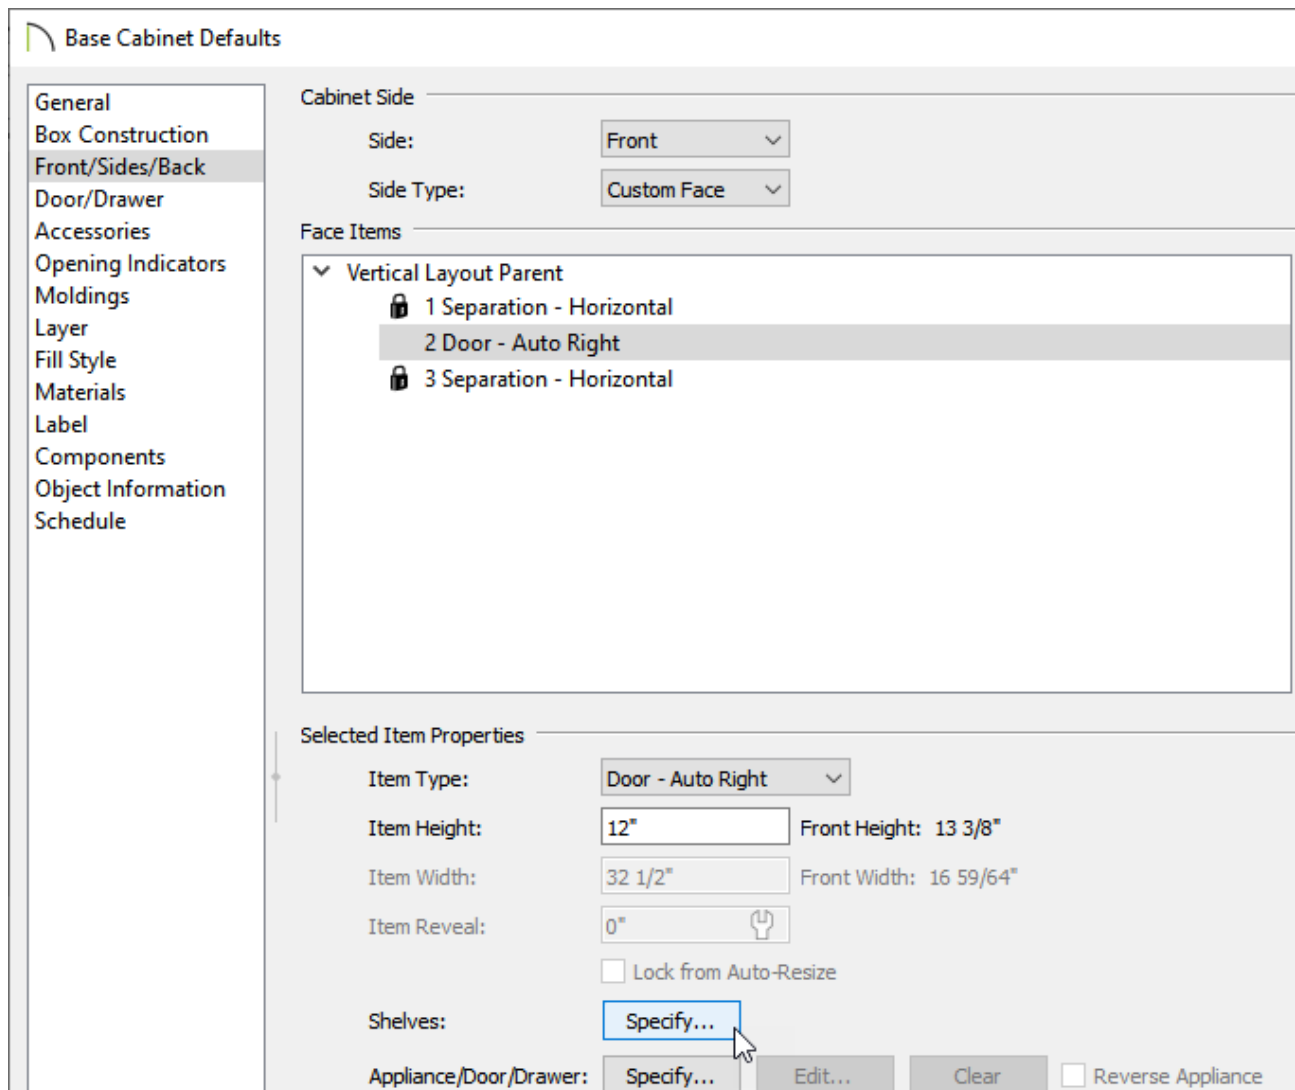 Base Cabinet Defaults
General
Box Construction
Front/Sides/Back
Door/Drawer
Accessories
Opening Indicators
Moldings
Layer
Fill Style
Materials
Label
Components
Object Information
Schedule
Cabinet Side
Side: Front
Side Type: Custom Face
Face Items
Vertical Layout Parent
1 Separation - Horizontal
2 Door - Auto Right
3 Separation - Horizontal
Selected Item Properties
Item Type: Door - Auto Right
Item Height: 12" Front Height: 13 3/8"
Item Width: 32 1/2" Front Width: 16 59/64"
Item Reveal: 0"
Lock from Auto-Resize
Shelves: Specify...
Appliance/Door/Drawer: Specify... Edit... Clear Reverse Appliance